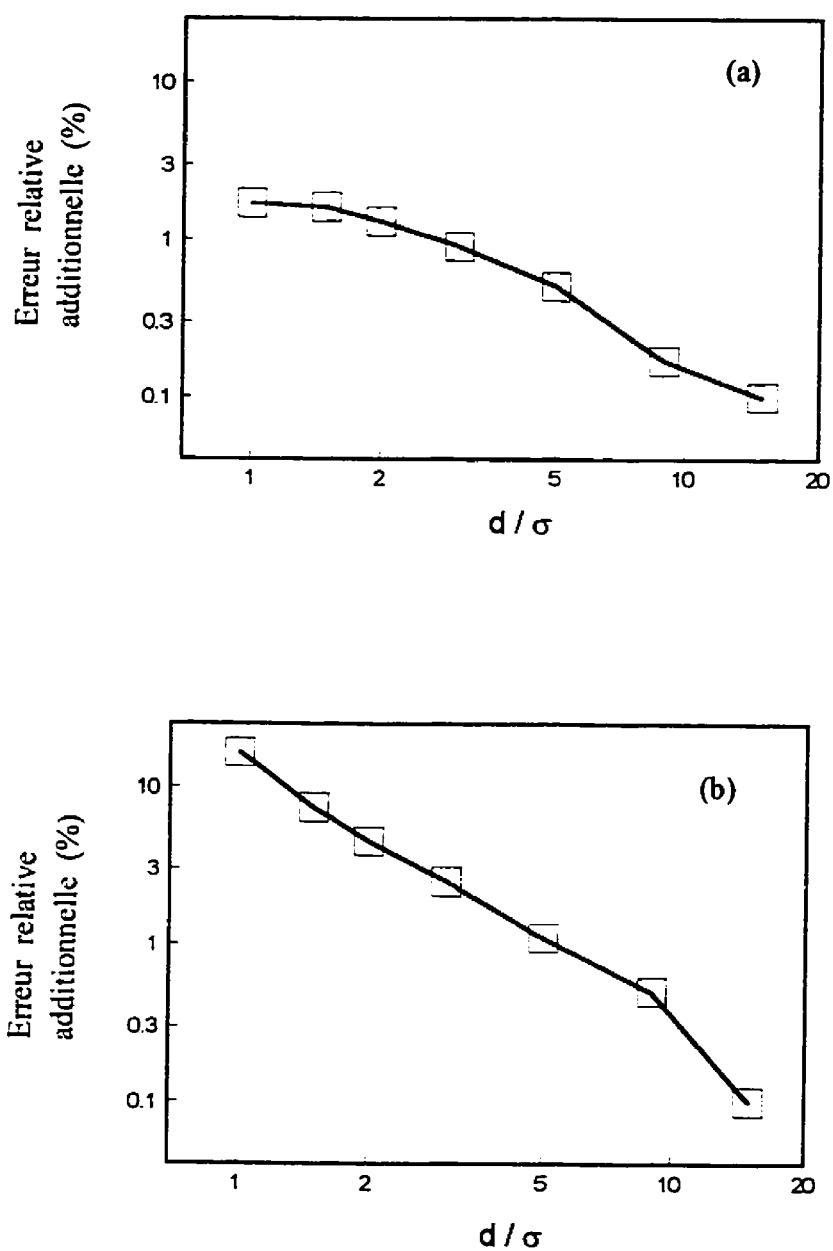 (a)
Erreur relative
additionnelle (%)
10
3
1
0.3
0.1
1 2 5 10 20
d / σ
(b)
Erreur relative
additionnelle (%)
10
3
1
0.3
0.1
1 2 5 10 20
d / σ